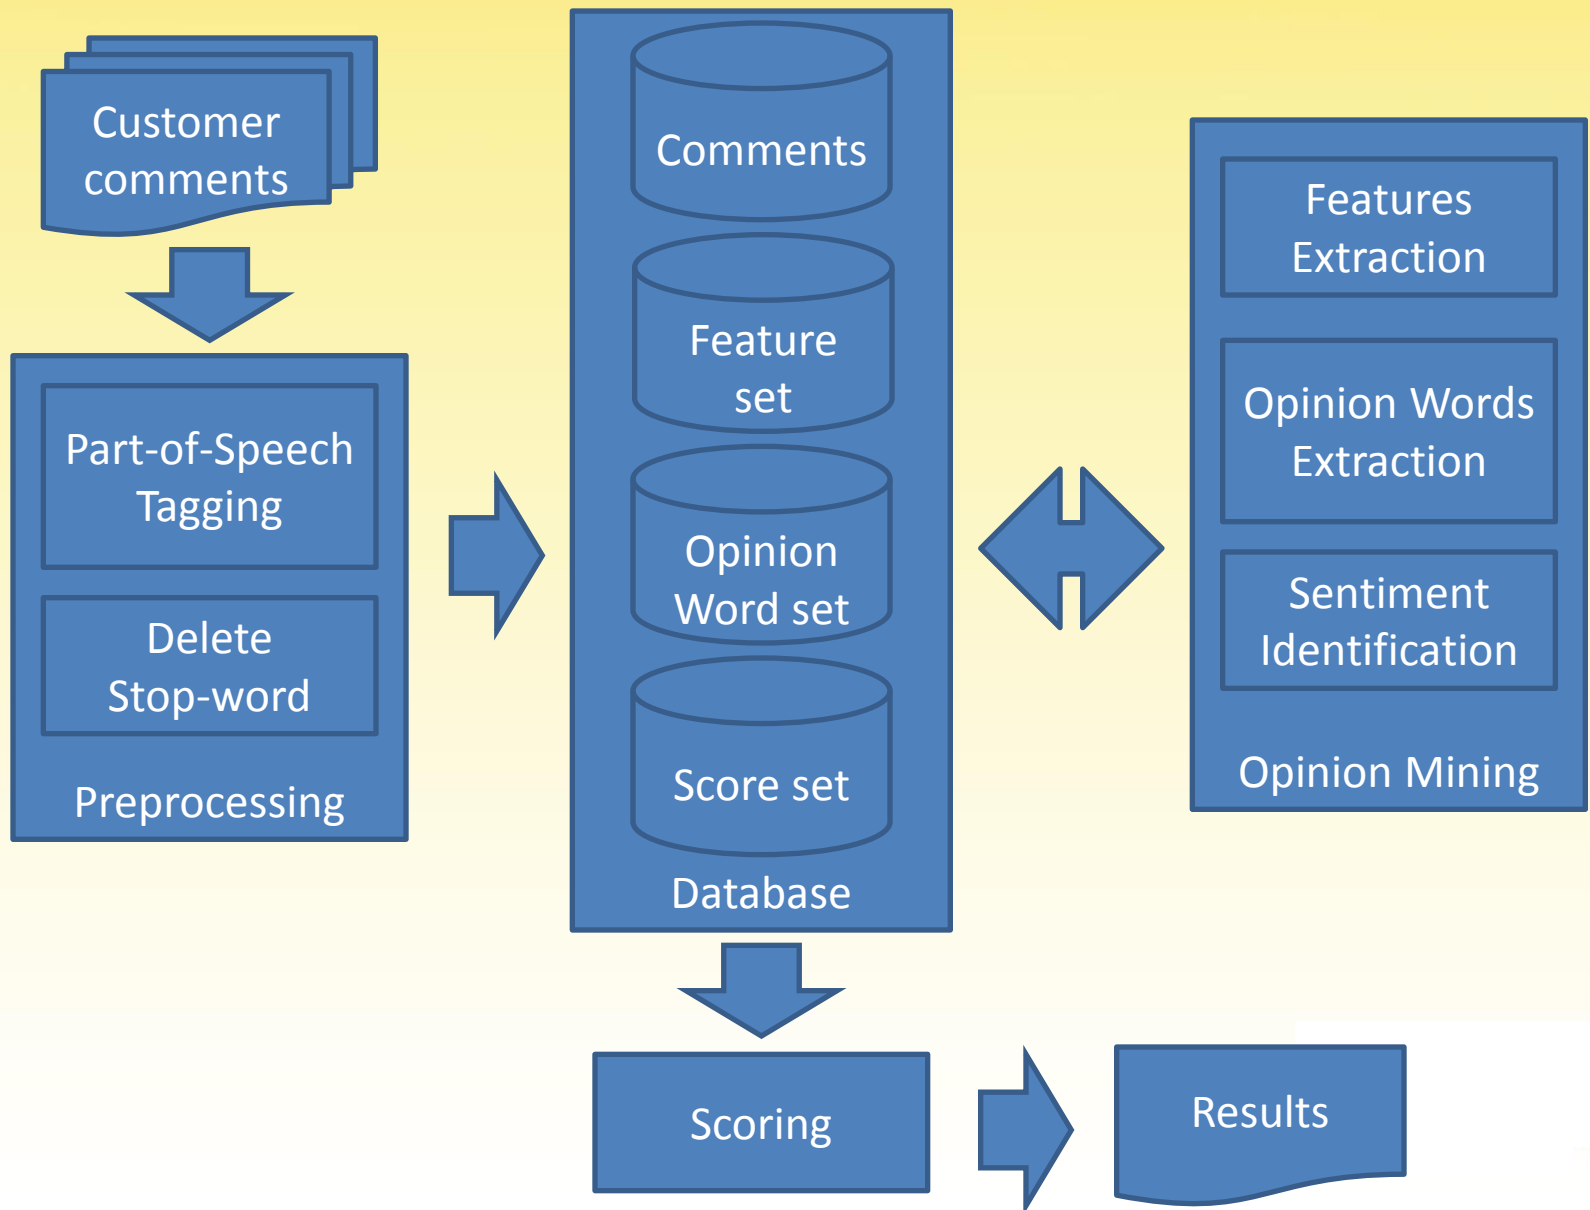 Customer
comments
Part-of-Speech
Tagging
Delete
Stop-word
Preprocessing
Comments
Feature
set
Opinion
Word set
Score set
Database
Features
Extraction
Opinion Words
Extraction
Sentiment
Identification
Opinion Mining
Scoring
Results